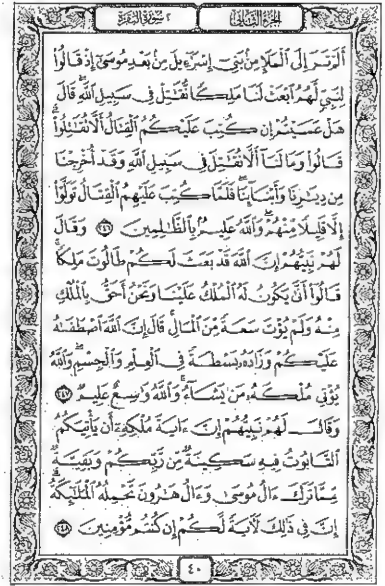 الجزء الثاني
٢ سورة البقرة
أَلَمْ تَرَ إِلَى ٱلْمَلَإِ مِنۢ بَنِىٓ إِسْرَٰٓءِيلَ مِنۢ بَعْدِ مُوسَىٰٓ إِذْ قَالُوا۟
لِنَبِىٍّ لَّهُمُ ٱبْعَثْ لَنَا مَلِكًا نُّقَٰتِلْ فِى سَبِيلِ ٱللَّهِ ۖ قَالَ
هَلْ عَسَيْتُمْ إِن كُتِبَ عَلَيْكُمُ ٱلْقِتَالُ أَلَّا تُقَٰتِلُوا۟ ۖ
قَالُوا۟ وَمَا لَنَآ أَلَّا نُقَٰتِلَ فِى سَبِيلِ ٱللَّهِ وَقَدْ أُخْرِجْنَا
مِن دِيَٰرِنَا وَأَبْنَآئِنَا ۖ فَلَمَّا كُتِبَ عَلَيْهِمُ ٱلْقِتَالُ تَوَلَّوْا۟
إِلَّا قَلِيلًا مِّنْهُمْ ۗ وَٱللَّهُ عَلِيمٌۢ بِٱلظَّٰلِمِينَ ٢٤٦ وَقَالَ
لَهُمْ نَبِيُّهُمْ إِنَّ ٱللَّهَ قَدْ بَعَثَ لَكُمْ طَالُوتَ مَلِكًا ۚ
قَالُوٓا۟ أَنَّىٰ يَكُونُ لَهُ ٱلْمُلْكُ عَلَيْنَا وَنَحْنُ أَحَقُّ بِٱلْمُلْكِ
مِنْهُ وَلَمْ يُؤْتَ سَعَةً مِّنَ ٱلْمَالِ ۚ قَالَ إِنَّ ٱللَّهَ ٱصْطَفَىٰهُ
عَلَيْكُمْ وَزَادَهُۥ بَسْطَةً فِى ٱلْعِلْمِ وَٱلْجِسْمِ ۖ وَٱللَّهُ
يُؤْتِى مُلْكَهُۥ مَن يَشَآءُ ۚ وَٱللَّهُ وَٰسِعٌ عَلِيمٌ ٢٤٧
وَقَالَ لَهُمْ نَبِيُّهُمْ إِنَّ ءَايَةَ مُلْكِهِۦٓ أَن يَأْتِيَكُمُ
ٱلتَّابُوتُ فِيهِ سَكِينَةٌ مِّن رَّبِّكُمْ وَبَقِيَّةٌ
مِّمَّا تَرَكَ ءَالُ مُوسَىٰ وَءَالُ هَٰرُونَ تَحْمِلُهُ ٱلْمَلَٰٓئِكَةُ ۚ
إِنَّ فِى ذَٰلِكَ لَءَايَةً لَّكُمْ إِن كُنتُم مُّؤْمِنِينَ ٢٤٨
٤٠